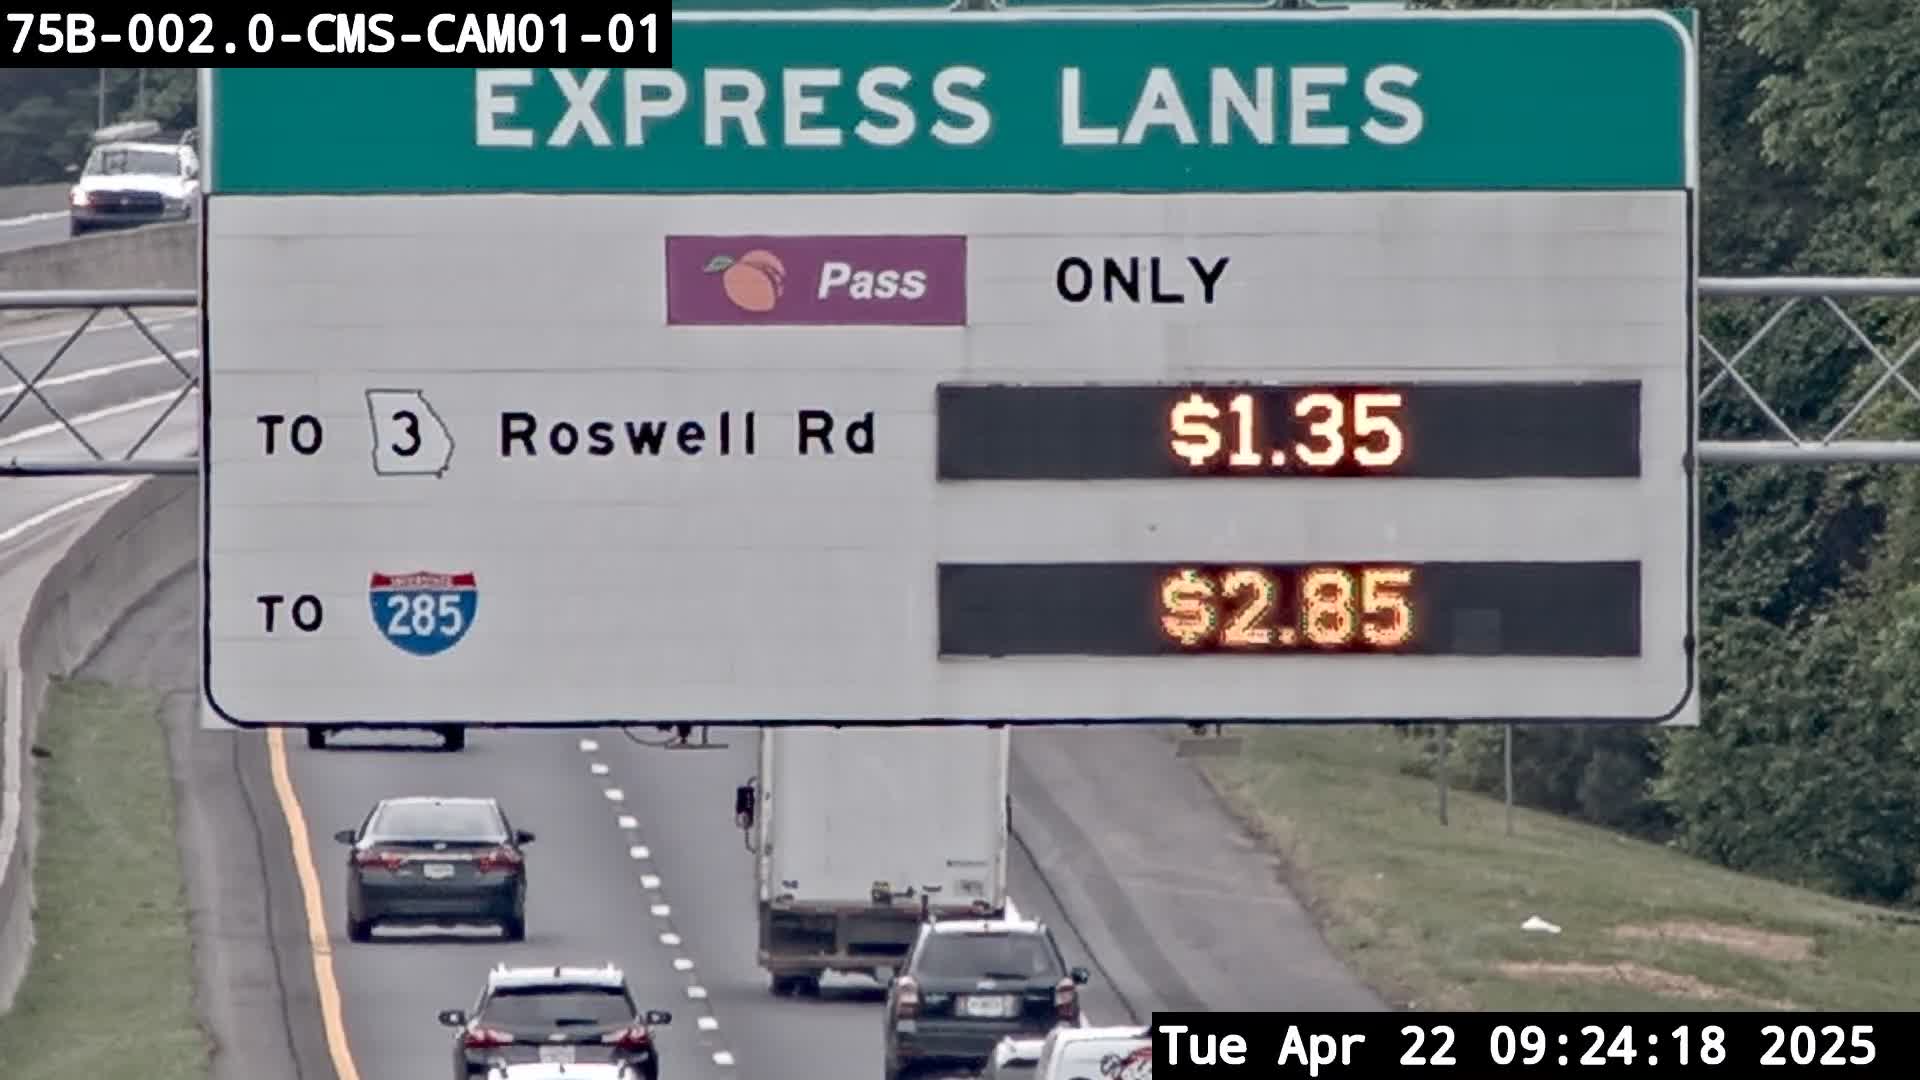 75B-002.0-CMS-CAM01-01
EXPRESS LANES
Pass ONLY
TO 3 Roswell Rd $1.35
INTERSTATE
TO 285 $2.85
Tue Apr 22 09:24:18 2025